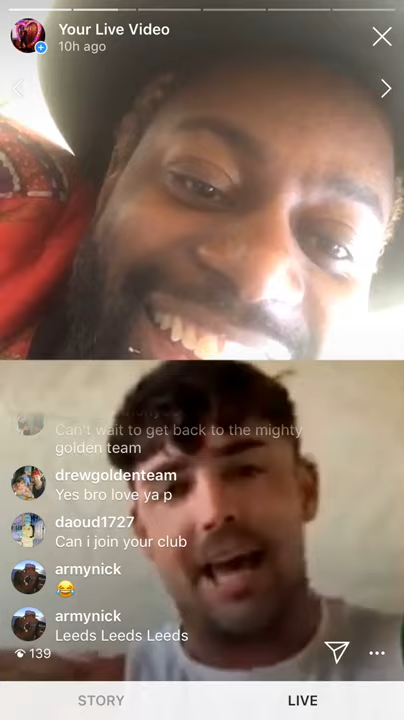 Your Live Video
10h ago
Can't wait to get back to the mighty
golden team
drewgoldenteam
Yes bro love ya p
daoud1727
Can i join your club
armynick
😂
armynick
Leeds Leeds Leeds
139
STORY
LIVE